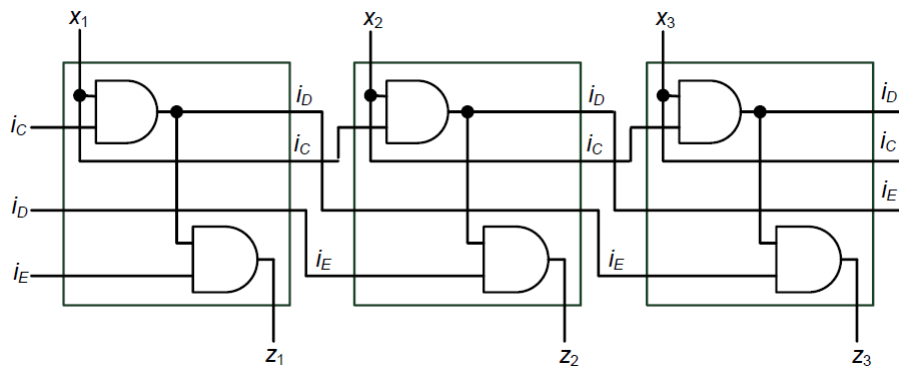 x1 x2 x3
iD iD iD
iC
iC iC iC
iE
iD
iE iE iE
z1 z2 z3